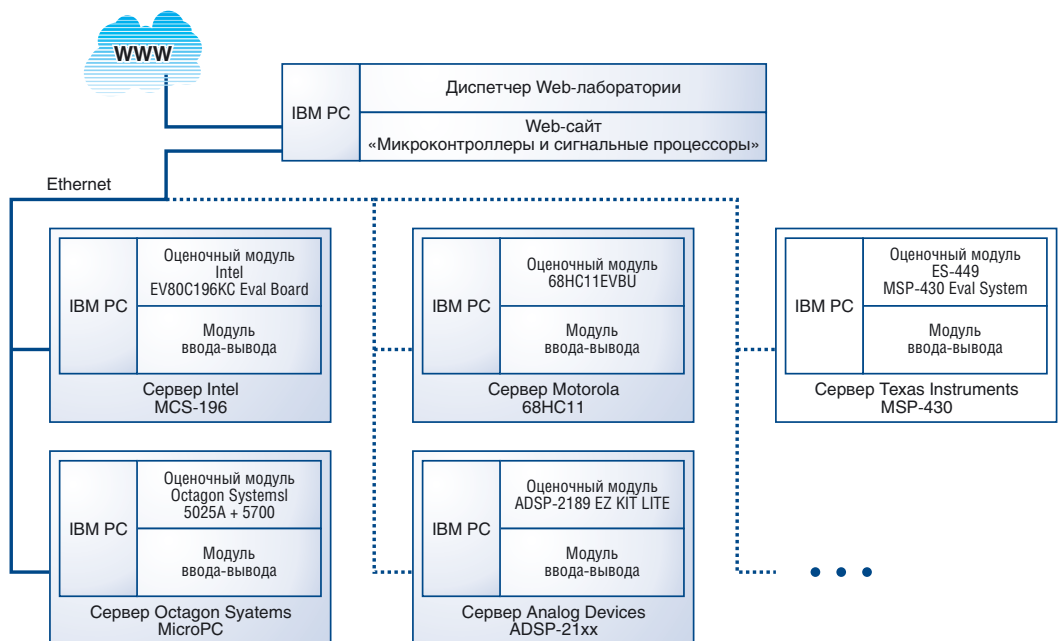 WWW
IBM PC
Диспетчер Web-лаборатории
Web-сайт
«Микроконтроллеры и сигнальные процессоры»
Ethernet
IBM PC
Оценочный модуль
Intel
EV80C196KC Eval Board
Модуль
ввода-вывода
Сервер Intel
MCS-196
IBM PC
Оценочный модуль
68HC11EVBU
Модуль
ввода-вывода
Сервер Motorola
68HC11
IBM PC
Оценочный модуль
ES-449
MSP-430 Eval System
Модуль
ввода-вывода
Сервер Texas Instruments
MSP-430
IBM PC
Оценочный модуль
Octagon Systemsl
5025A + 5700
Модуль
ввода-вывода
Сервер Octagon Syatems
MicroPC
IBM PC
Оценочный модуль
ADSP-2189 EZ KIT LITE
Модуль
ввода-вывода
Сервер Analog Devices
ADSP-21xx